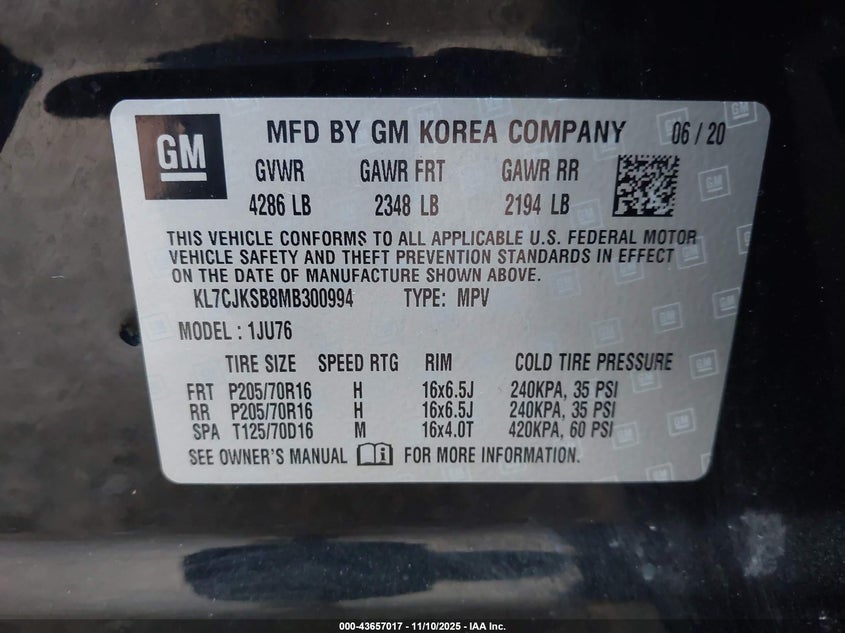 GM
MFD BY GM KOREA COMPANY 06 / 20
GVWR GAWR FRT GAWR RR
4286 LB 2348 LB 2194 LB
THIS VEHICLE CONFORMS TO ALL APPLICABLE U.S. FEDERAL MOTOR
VEHICLE SAFETY AND THEFT PREVENTION STANDARDS IN EFFECT
ON THE DATE OF MANUFACTURE SHOWN ABOVE.
KL7CJKSB8MB300994 TYPE: MPV
MODEL : 1JU76
TIRE SIZE SPEED RTG RIM COLD TIRE PRESSURE
FRT P205/70R16 H 16x6.5J 240KPA, 35 PSI
RR P205/70R16 H 16x6.5J 240KPA, 35 PSI
SPA T125/70D16 M 16x4.0T 420KPA, 60 PSI
SEE OWNER'S MANUAL FOR MORE INFORMATION.
000-43657017 - 11/10/2025 - IAA Inc.